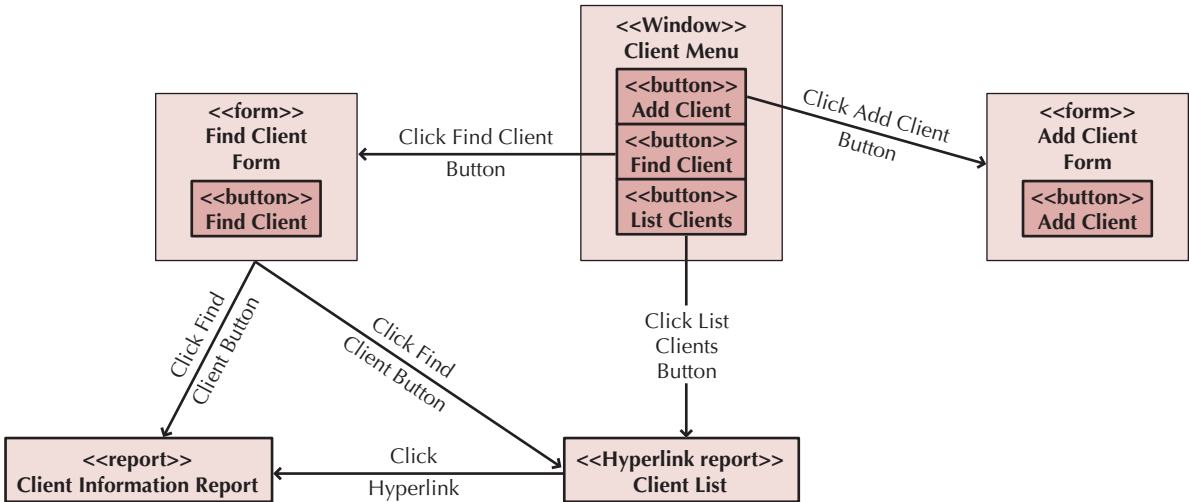 <<Window>>
Client Menu
<<button>>
Add Client
<<button>>
Find Client
<<button>>
List Clients
<<form>>
Find Client
Form
<<button>>
Find Client
Click Find Client
Button
Click Add Client
Button
<<form>>
Add Client
Form
<<button>>
Add Client
Click Find
Client Button
Click Find
Client Button
Click List
Clients
Button
<<report>>
Client Information Report
Click
Hyperlink
<<Hyperlink report>>
Client List